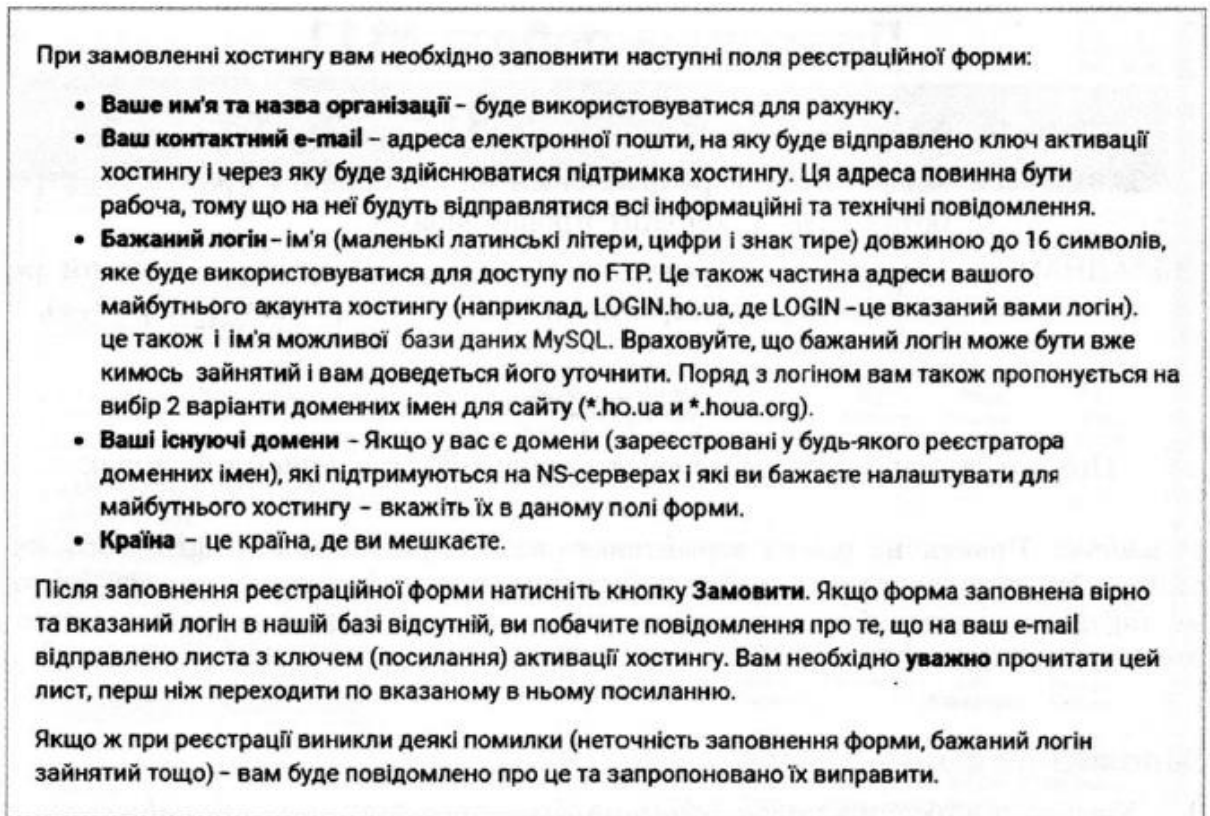 При замовленні хостингу вам необхідно заповнити наступні поля реєстраційної форми:
• Ваше им'я та назва організації – буде використовуватися для рахунку.
• Ваш контактний e-mail – адреса електронної пошти, на яку буде відправлено ключ активації
хостингу і через яку буде здійснюватися підтримка хостингу. Ця адреса повинна бути
рабоча, тому що на неї будуть відправлятися всі інформаційні та технічні повідомлення.
• Бажаний логін – ім'я (маленькі латинські літери, цифри і знак тире) довжиною до 16 символів,
яке буде використовуватися для доступу по FTP. Це також частина адреси вашого
майбутнього акаунта хостингу (наприклад, LOGIN.ho.ua, де LOGIN – це вказаний вами логін).
це також і ім'я можливої бази даних MySQL. Враховуйте, що бажаний логін може бути вже
кимось зайнятий і вам доведеться його уточнити. Поряд з логіном вам також пропонується на
вибір 2 варіанти доменних імен для сайту (*.ho.ua и *.houa.org).
• Ваші існуючі домени – Якщо у вас є домени (зареєстровані у будь-якого реєстратора
доменних імен), які підтримуються на NS-серверах і які ви бажаєте налаштувати для
майбутнього хостингу – вкажіть їх в даному полі форми.
• Країна – це країна, де ви мешкаєте.
Після заповнення реєстраційної форми натисніть кнопку Замовити. Якщо форма заповнена вірно
та вказаний логін в нашій базі відсутній, ви побачите повідомлення про те, що на ваш e-mail
відправлено листа з ключем (посилання) активації хостингу. Вам необхідно уважно прочитати цей
лист, перш ніж переходити по вказаному в ньому посиланню.
Якщо ж при реєстрації виникли деякі помилки (неточність заповнення форми, бажаний логін
зайнятий тощо) – вам буде повідомлено про це та запропоновано їх виправити.